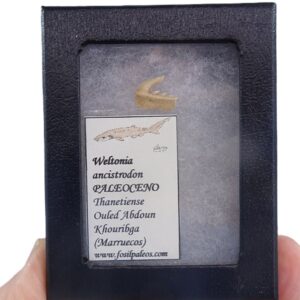 Weltonia
ancistrodon
PALEOCENO
Thanetiense
Ouled Abdoun
Khouribga
(Marruecos)
www.fosilpaleos.com